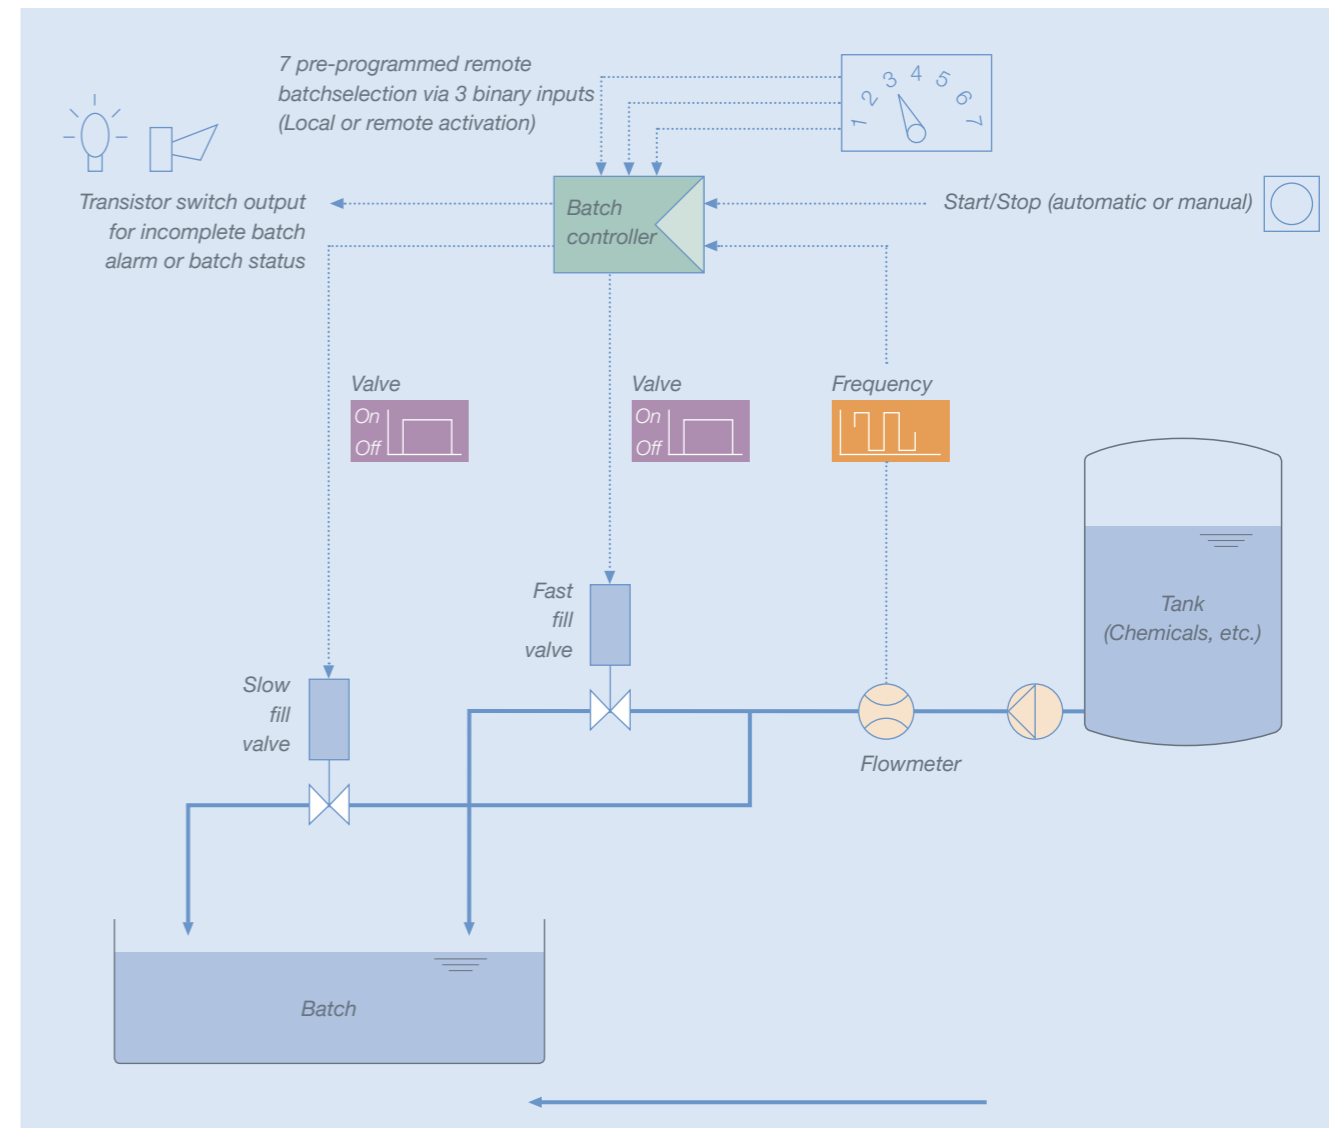 7 pre-programmed remote
batchselection via 3 binary inputs
(Local or remote activation)
1 2 3 4 5 6 7
Transistor switch output
for incomplete batch
alarm or batch status
Batch
controller
Start/Stop (automatic or manual)
Valve
On
Off
Valve
On
Off
Frequency
Fast
fill
valve
Tank
(Chemicals, etc.)
Slow
fill
valve
Flowmeter
Batch